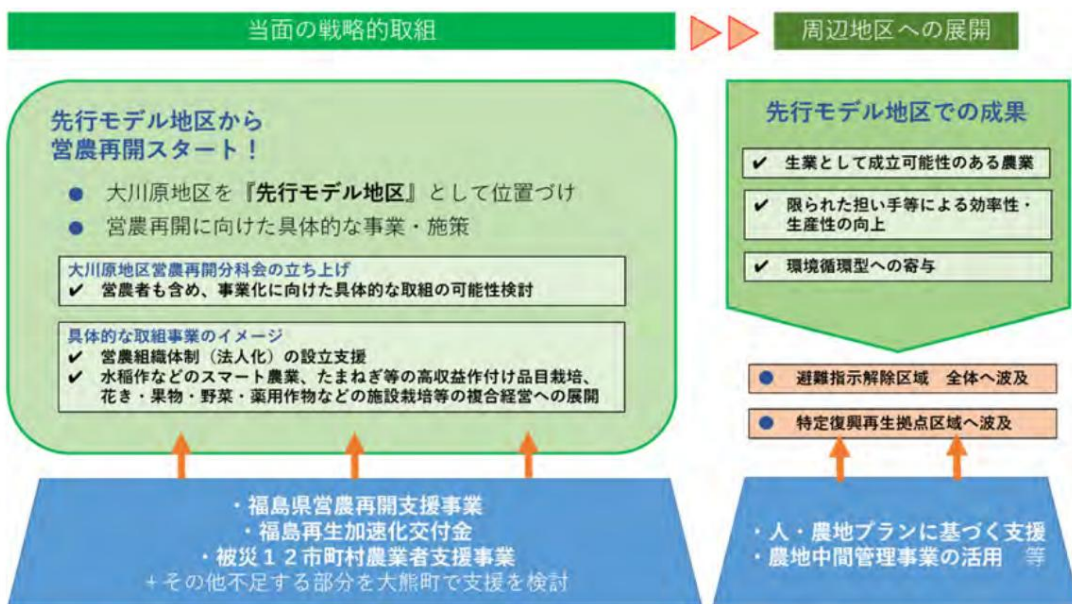 当面の戦略的取組
先行モデル地区から
営農再開スタート！
● 大川原地区を『先行モデル地区』として位置づけ
● 営農再開に向けた具体的な事業・施策
大川原地区営農再開分科会の立ち上げ
✔ 営農者も含め、事業化に向けた具体的な取組の可能性検討
具体的な取組事業のイメージ
✔ 営農組織体制（法人化）の設立支援
✔ 水稲作などのスマート農業、たまねぎ等の高収益作付け品目栽培、
花き・果物・野菜・薬用作物などの施設栽培等の複合経営への展開
・福島県営農再開支援事業
・福島再生加速化交付金
・被災１２市町村農業者支援事業
＋その他不足する部分を大熊町で支援を検討
周辺地区への展開
先行モデル地区での成果
✔ 生業として成立可能性のある農業
✔ 限られた担い手等による効率性・
生産性の向上
✔ 環境循環型への寄与
● 避難指示解除区域　全体へ波及
● 特定復興再生拠点区域へ波及
・人・農地プランに基づく支援
・農地中間管理事業の活用　等